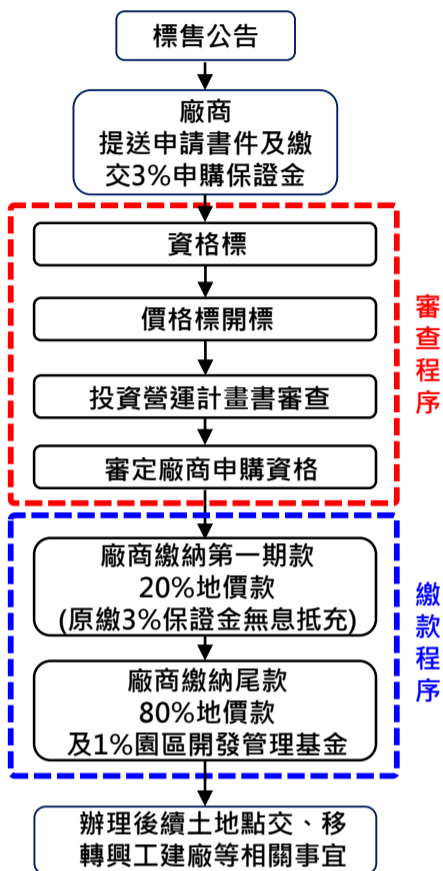 標售公告
廠商
提送申請書件及繳
交3%申購保證金
資格標
價格標開標
投資營運計畫書審查
審定廠商申購資格
審查程序
廠商繳納第一期款
20%地價款
(原繳3%保證金無息抵充)
廠商繳納尾款
80%地價款
及1%園區開發管理基金
繳款程序
辦理後續土地點交、移
轉興工建廠等相關事宜